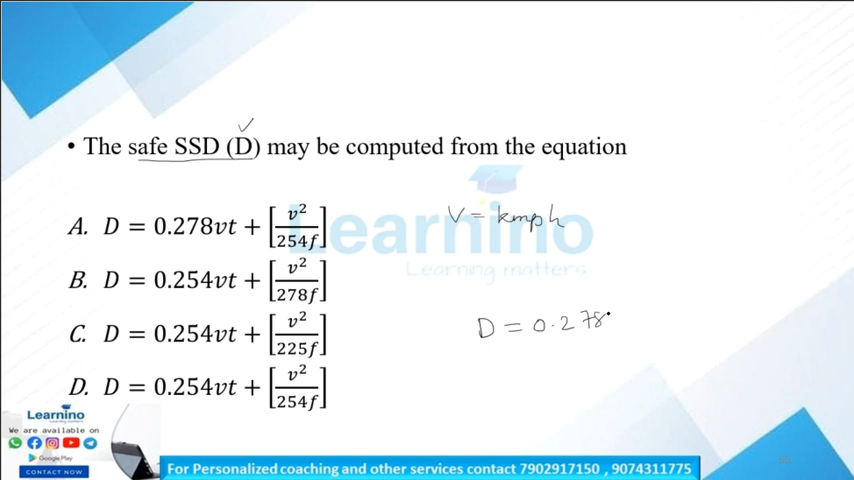 • The safe SSD (D) may be computed from the equation
A. D = 0.278vt + [v²/254f]
V = kmph
Learnino
Learning matters
B. D = 0.254vt + [v²/278f]
C. D = 0.254vt + [v²/225f]
D = 0.278
D. D = 0.254vt + [v²/254f]
Learnino
We are available on
Google Play
CONTACT NOW
For Personalized coaching and other services contact 7902917150 , 9074311775